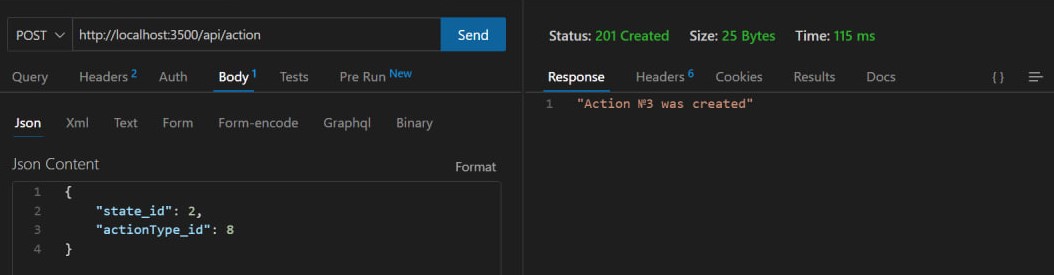 POST http://localhost:3500/api/action Send
Query Headers 2 Auth Body 1 Tests Pre Run New
Json Xml Text Form Form-encode Graphql Binary
Json Content Format
1 {
2 "state_id": 2,
3 "actionType_id": 8
4 }
Status: 201 Created Size: 25 Bytes Time: 115 ms
Response Headers 6 Cookies Results Docs { }
1 "Action №3 was created"